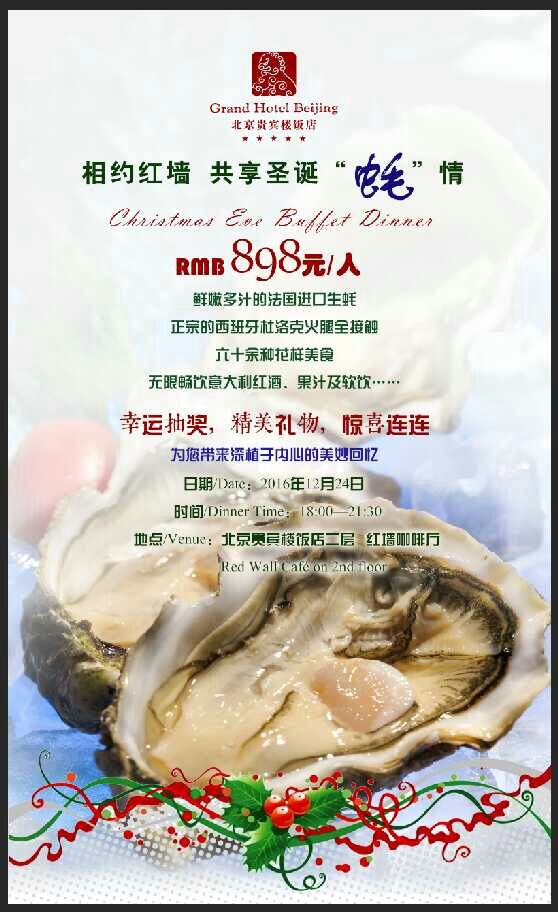 Grand Hotel Beijing
北京贵宾楼饭店
相约红墙 共享圣诞“蚝”情
Christmas Eve Buffet Dinner
RMB 898元/人
鲜嫩多汁的法国进口生蚝
正宗的西班牙杜洛克火腿全接触
六十余种花样美食
无限畅饮意大利红酒、果汁及软饮……
幸运抽奖，精美礼物，惊喜连连
为您带来深植于内心的美妙回忆
日期/Date：2016年12月24日
时间/Dinner Time：18:00—21:30
地点/Venue：北京贵宾楼饭店二层 红墙咖啡厅
Red Wall Café on 2nd floor